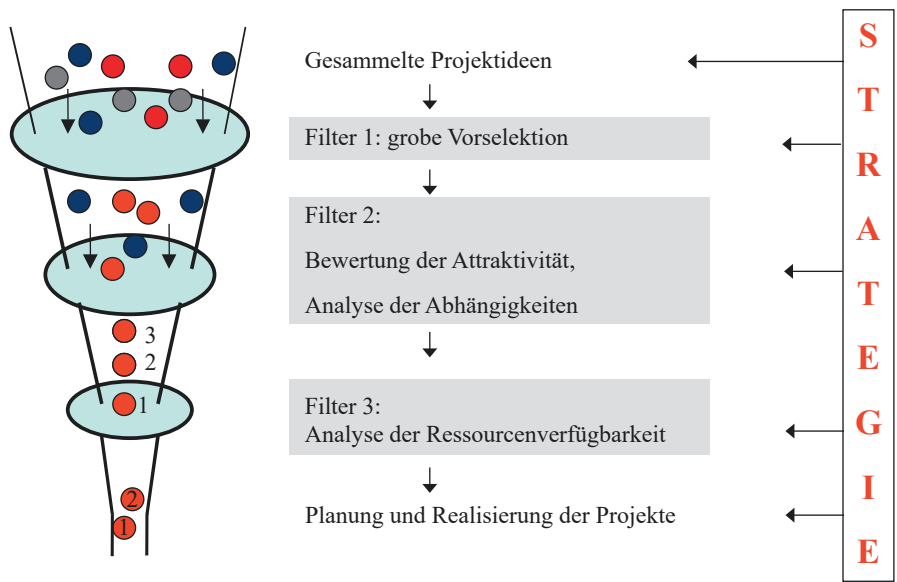 Gesammelte Projektideen
Filter 1: grobe Vorselektion
Filter 2:
Bewertung der Attraktivität,
Analyse der Abhängigkeiten
3
2
1
Filter 3:
Analyse der Ressourcenverfügbarkeit
2
1
Planung und Realisierung der Projekte
S
T
R
A
T
E
G
I
E